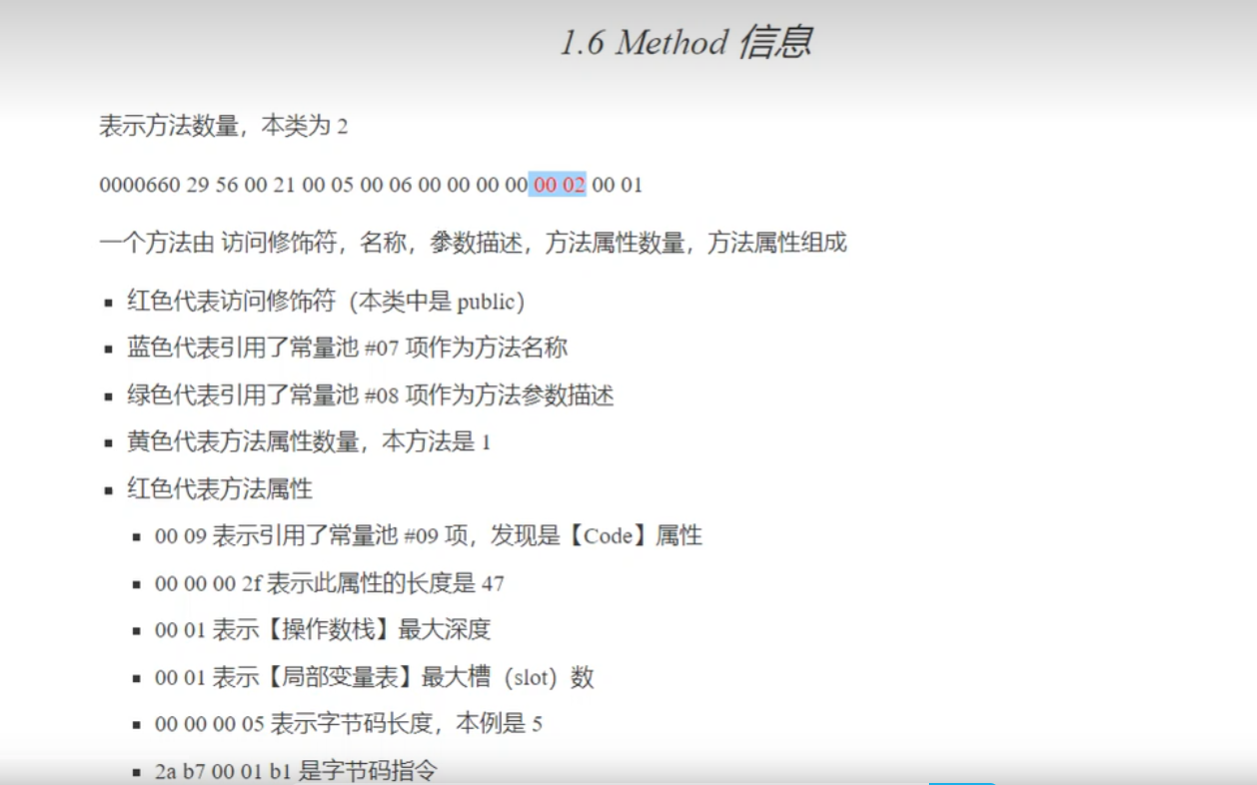 1.6 Method 信息
表示方法数量，本类为 2
0000660 29 56 00 21 00 05 00 06 00 00 00 00 00 02 00 01
一个方法由 访问修饰符，名称，参数描述，方法属性数量，方法属性组成
▪ 红色代表访问修饰符（本类中是 public）
▪ 蓝色代表引用了常量池 #07 项作为方法名称
▪ 绿色代表引用了常量池 #08 项作为方法参数描述
▪ 黄色代表方法属性数量，本方法是 1
▪ 红色代表方法属性
▪ 00 09 表示引用了常量池 #09 项，发现是【Code】属性
▪ 00 00 00 2f 表示此属性的长度是 47
▪ 00 01 表示【操作数栈】最大深度
▪ 00 01 表示【局部变量表】最大槽（slot）数
▪ 00 00 00 05 表示字节码长度，本例是 5
▪ 2a b7 00 01 b1 是字节码指令